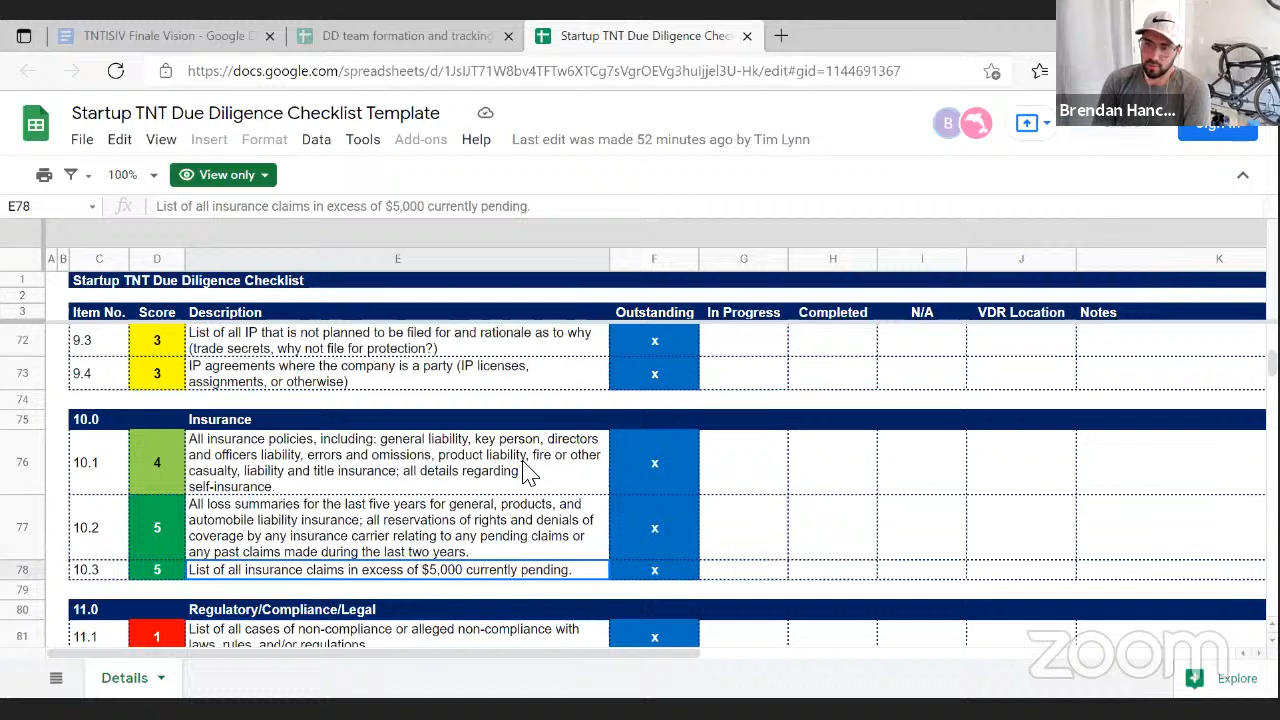 TNTISIV Finale Vision - Google
DD team formation and tracking
Startup TNT Due Diligence Chec
https://docs.google.com/spreadsheets/d/1JsIJT71W8bv4TFTw6XTCg7sVgrOEVg3huIjjel3U-Hk/edit#gid=1144691367
Brendan Hanc...
Startup TNT Due Diligence Checklist Template
B
File Edit View Insert Format Data Tools Add-ons Help Last edit was made 52 minutes ago by Tim Lynn
100% View only
E78 fx List of all insurance claims in excess of $5,000 currently pending.
A B C D E F G H I J K
1 Startup TNT Due Diligence Checklist
2
3 Item No. Score Description Outstanding In Progress Completed N/A VDR Location Notes
72 9.3 3 List of all IP that is not planned to be filed for and rationale as to why
(trade secrets, why not file for protection?) x
73 9.4 3 IP agreements where the company is a party (IP licenses,
assignments, or otherwise) x
74
75 10.0 Insurance
76 10.1 4 All insurance policies, including: general liability, key person, directors
and officers liability, errors and omissions, product liability, fire or other
casualty, liability and title insurance; all details regarding
self-insurance. x
77 10.2 5 All loss summaries for the last five years for general, products, and
automobile liability insurance; all reservations of rights and denials of
coverage by any insurance carrier relating to any pending claims or
any past claims made during the last two years. x
78 10.3 5 List of all insurance claims in excess of $5,000 currently pending. x
79
80 11.0 Regulatory/Compliance/Legal
81 11.1 1 List of all cases of non-compliance or alleged non-compliance with
laws, rules, and/or regulations x
zoom
Details
Explore